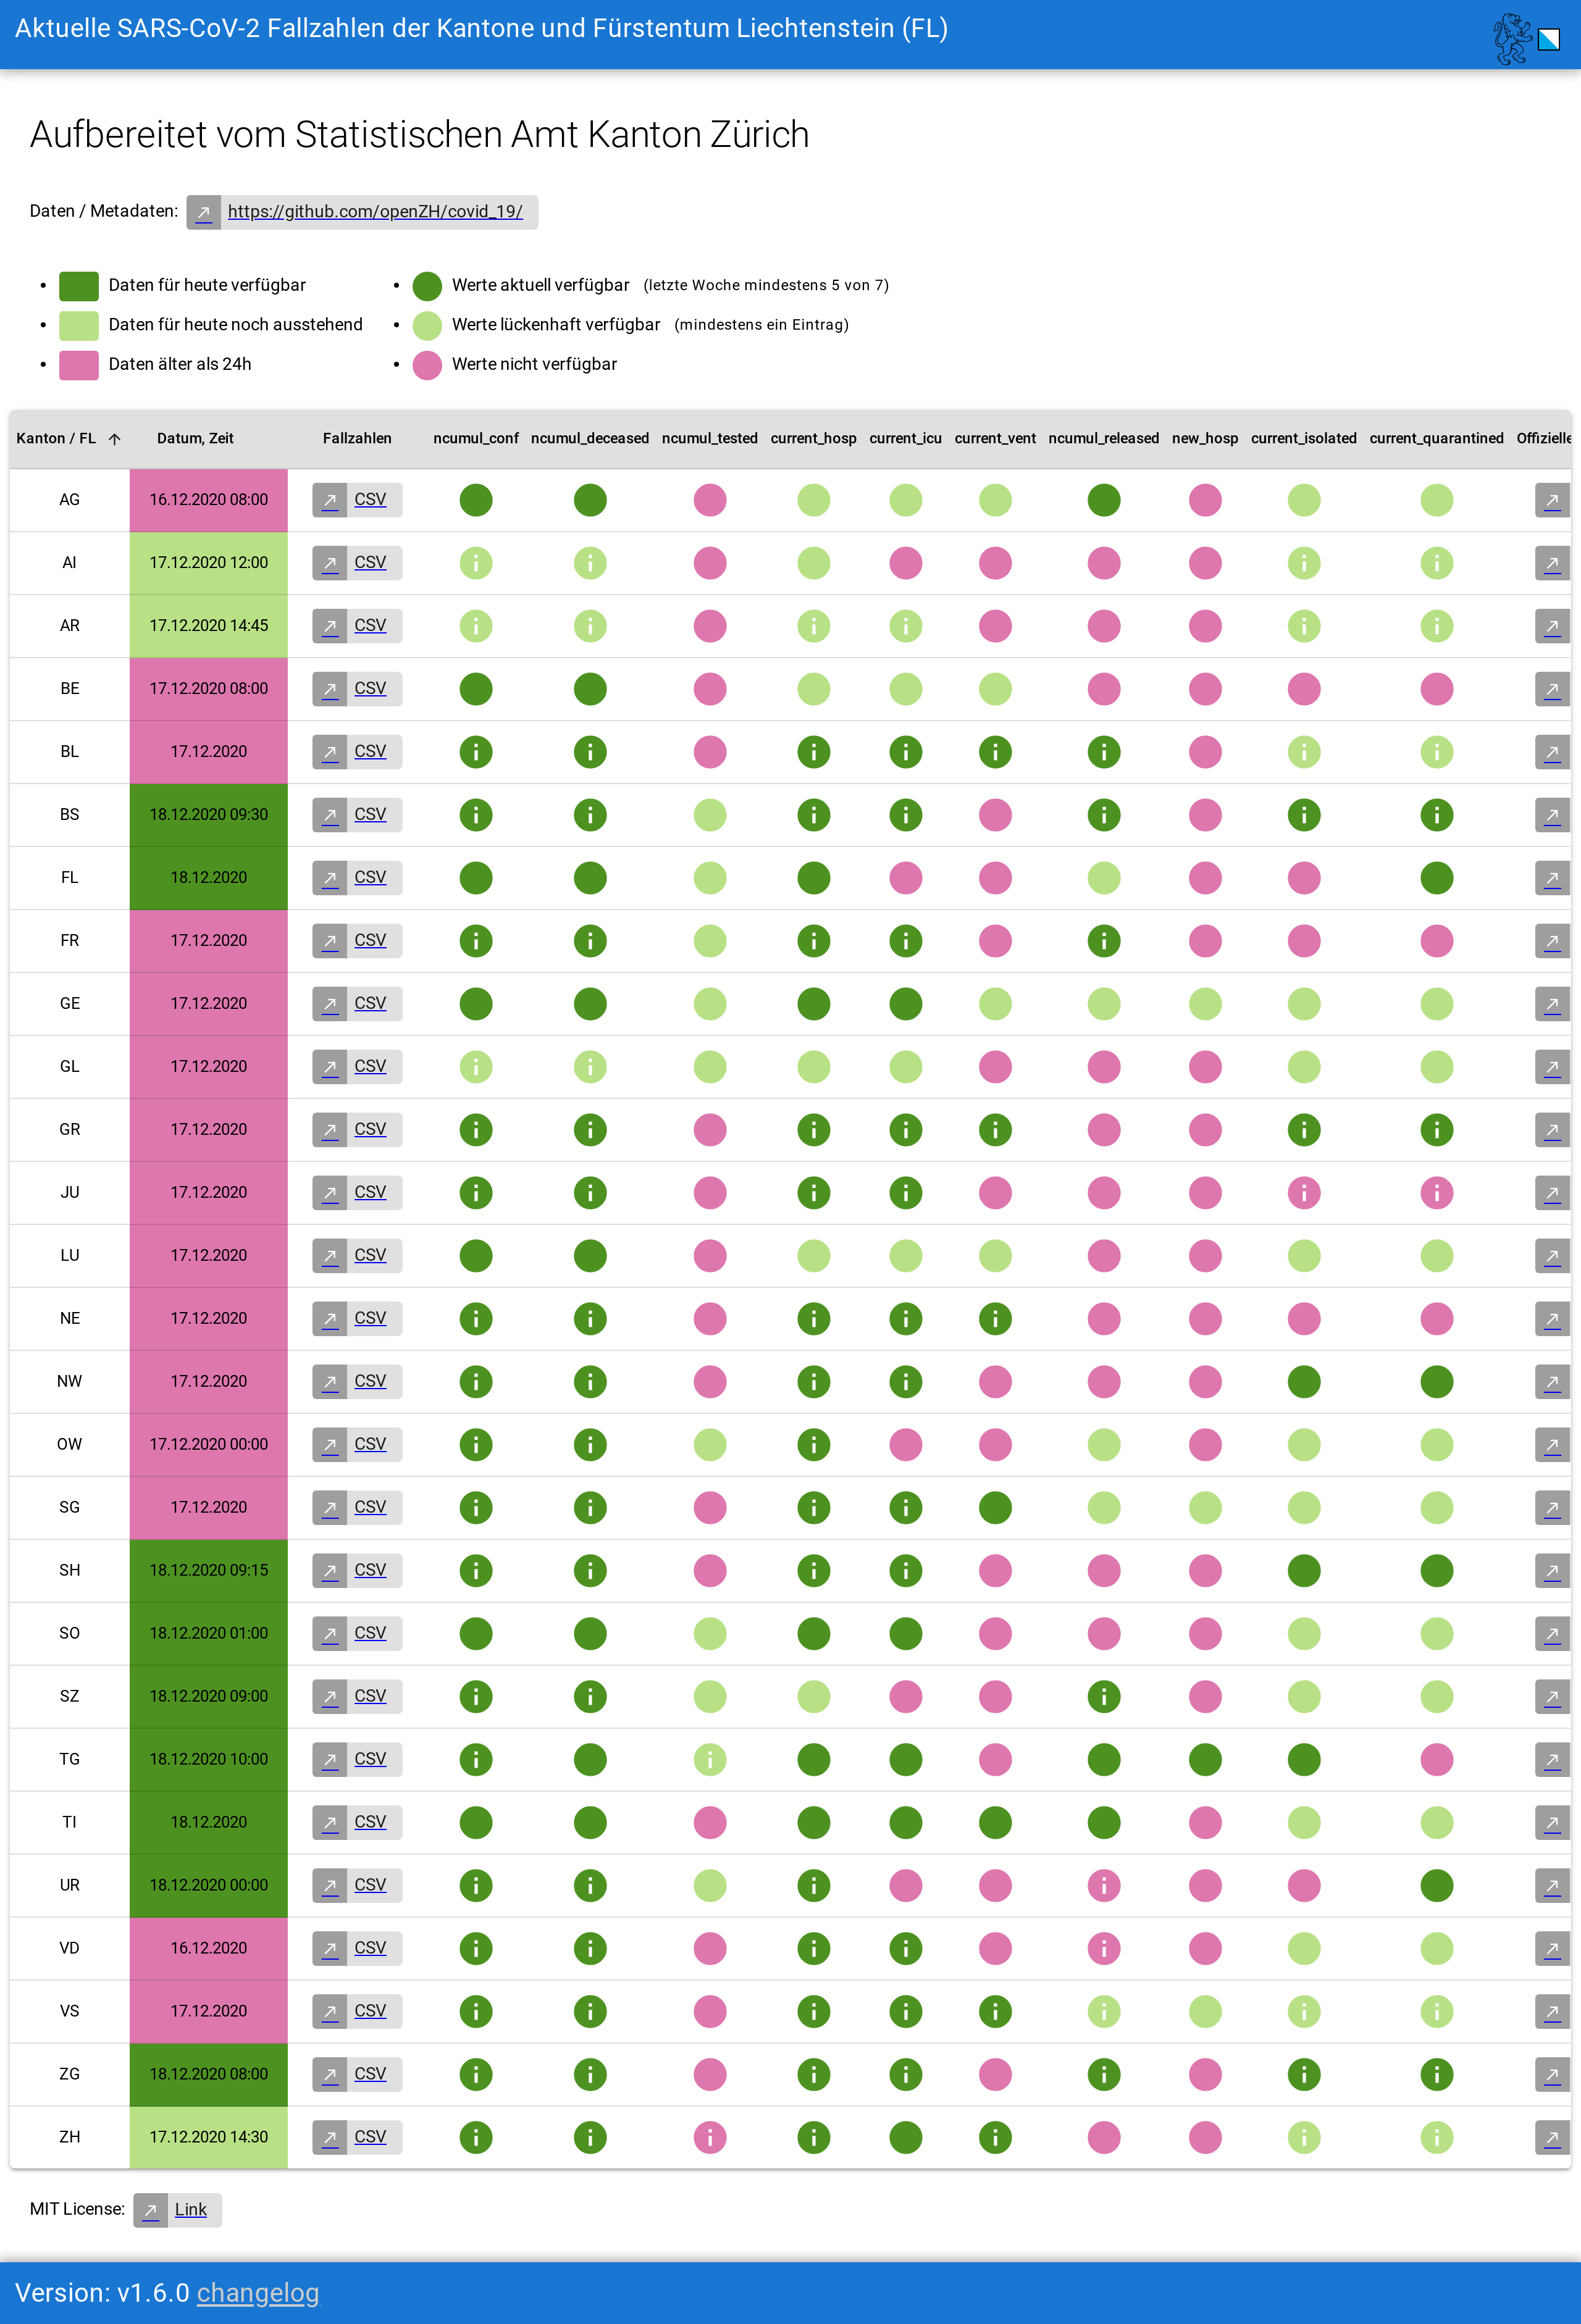 Aktuelle SARS-CoV-2 Fallzahlen der Kantone und Fürstentum Liechtenstein (FL)
Aufbereitet vom Statistischen Amt Kanton Zürich
Daten / Metadaten: https://github.com/openZH/covid_19/
Daten für heute verfügbar Werte aktuell verfügbar (letzte Woche mindestens 5 von 7)
Daten für heute noch ausstehend Werte lückenhaft verfügbar (mindestens ein Eintrag)
Daten älter als 24h Werte nicht verfügbar
Kanton / FL Datum, Zeit Fallzahlen ncumul_conf ncumul_deceased ncumul_tested current_hosp current_icu current_vent ncumul_released new_hosp current_isolated current_quarantined Offizielle
AG 16.12.2020 08:00 CSV
AI 17.12.2020 12:00 CSV
AR 17.12.2020 14:45 CSV
BE 17.12.2020 08:00 CSV
BL 17.12.2020 CSV
BS 18.12.2020 09:30 CSV
FL 18.12.2020 CSV
FR 17.12.2020 CSV
GE 17.12.2020 CSV
GL 17.12.2020 CSV
GR 17.12.2020 CSV
JU 17.12.2020 CSV
LU 17.12.2020 CSV
NE 17.12.2020 CSV
NW 17.12.2020 CSV
OW 17.12.2020 00:00 CSV
SG 17.12.2020 CSV
SH 18.12.2020 09:15 CSV
SO 18.12.2020 01:00 CSV
SZ 18.12.2020 09:00 CSV
TG 18.12.2020 10:00 CSV
TI 18.12.2020 CSV
UR 18.12.2020 00:00 CSV
VD 16.12.2020 CSV
VS 17.12.2020 CSV
ZG 18.12.2020 08:00 CSV
ZH 17.12.2020 14:30 CSV
MIT License: Link
Version: v1.6.0 changelog